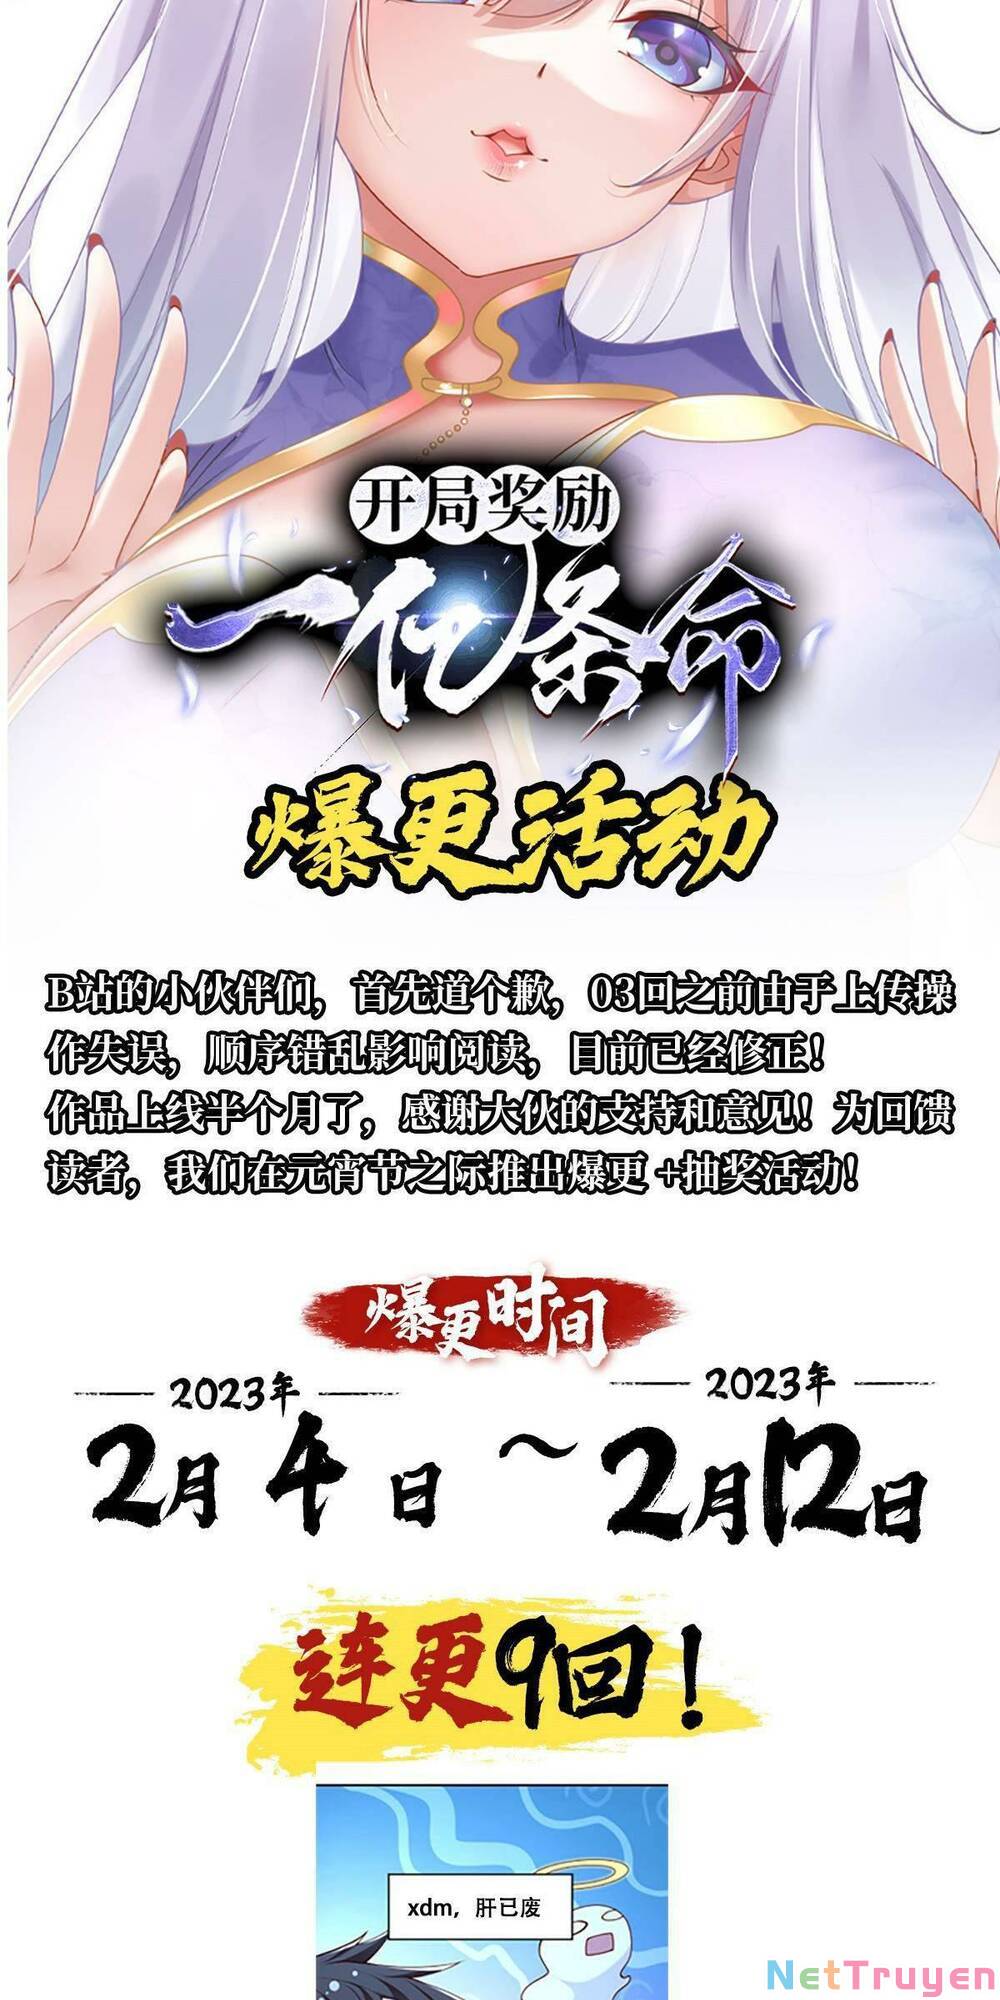 开局奖励
一亿条命
爆更活动
B站的小伙伴们，首先道个歉，03回之前由于上传操
作失误，顺序错乱影响阅读，目前已经修正！
作品上线半个月了，感谢大伙的支持和意见！为回馈
读者，我们在元宵节之际推出爆更 +抽奖活动！
爆更时间
2023年 2023年
2月4日 ～ 2月12日
连更9回！
xdm，肝已废
NetTruyen